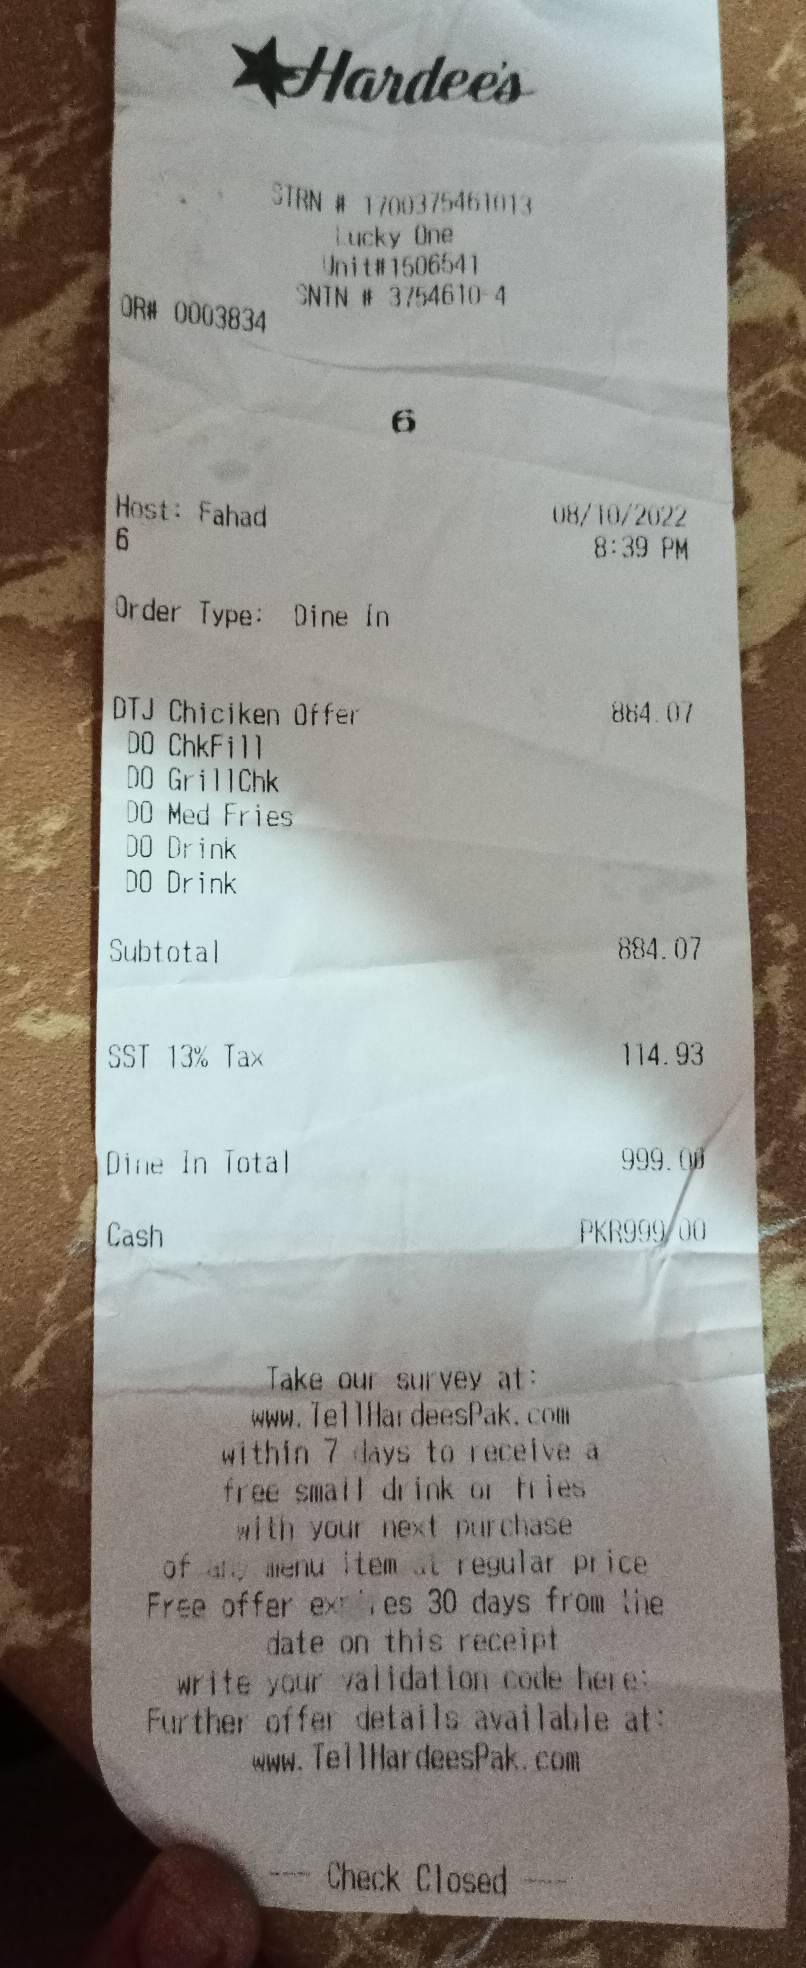 Hardee's
STRN # 1700375461013
Lucky One
Unit#1506541
SNTN # 3754610-4
OR# 0003834
6
Host: Fahad 08/10/2022
6 8:39 PM
Order Type: Dine In
DTJ Chiciken Offer 884.07
DO ChkFill
DO GrillChk
DO Med Fries
DO Drink
DO Drink
Subtotal 884.07
SST 13% Tax 114.93
Dine In Total 999.00
Cash PKR999.00
Take our survey at:
www.TellHardeesPak.com
within 7 days to receive a
free small drink or fries
with your next purchase
of any menu item at regular price
Free offer expires 30 days from the
date on this receipt
write your validation code here:
Further offer details available at:
www.TellHardeesPak.com
--- Check Closed ---